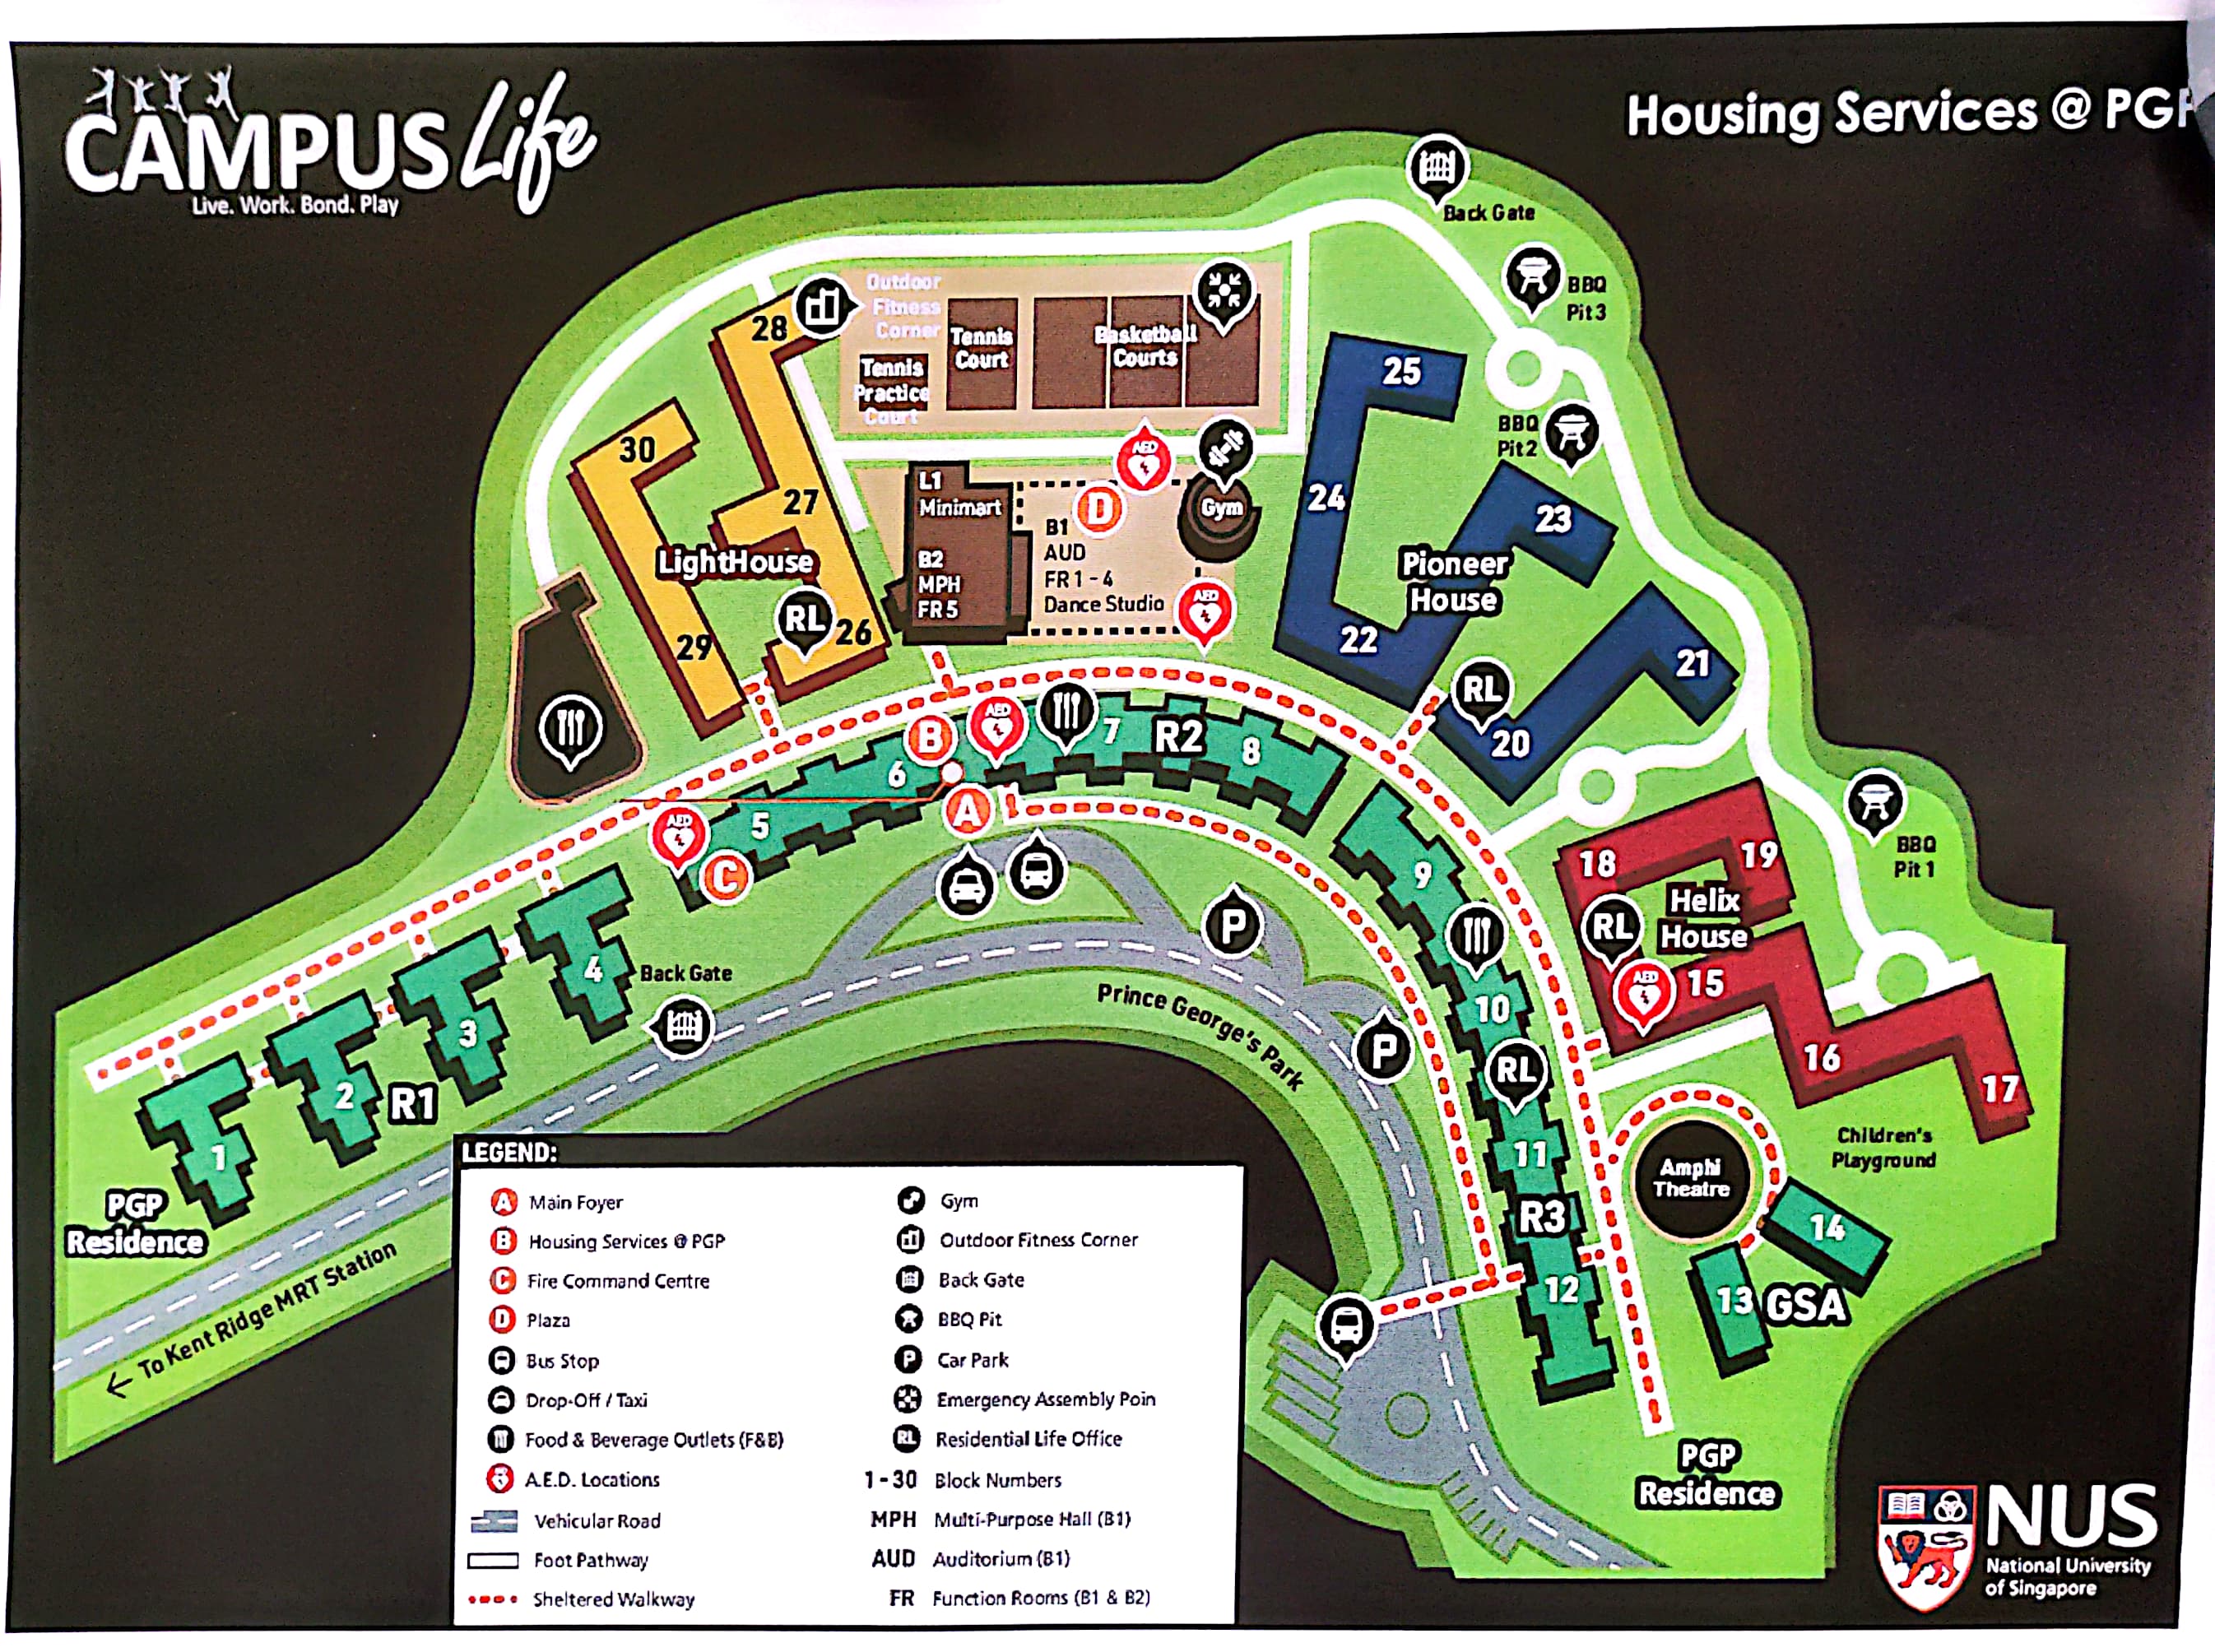 CAMPUS Life
Live. Work. Bond. Play
Housing Services @ PGP
Back Gate
BBQ
Pit 3
28
Outdoor
Fitness
Corner
Tennis
Practice
Court
Tennis
Court
Basketball
Courts
25
BBQ
Pit 2
30
27
LightHouse
RL
26
29
L1
Minimart
B2
MPH
FR 5
AED
D
Gym
B1
AUD
FR 1 - 4
Dance Studio
AED
24
23
Pioneer
House
22
21
RL
20
B
AED
7
R2
8
6
A
5
AED
C
9
18
19
BBQ
Pit 1
Helix
House
RL
AED
15
16
17
4
Back Gate
P
P
Prince George's Park
3
2
R1
1
10
RL
11
R3
12
Amphi
Theatre
Children's
Playground
14
13
GSA
PGP
Residence
← To Kent Ridge MRT Station
PGP
Residence
LEGEND:
A Main Foyer
B Housing Services @ PGP
C Fire Command Centre
D Plaza
Bus Stop
Drop-Off / Taxi
Food & Beverage Outlets (F&B)
A.E.D. Locations
Vehicular Road
Foot Pathway
Sheltered Walkway
Gym
Outdoor Fitness Corner
Back Gate
BBQ Pit
P Car Park
Emergency Assembly Poin
RL Residential Life Office
1 - 30 Block Numbers
MPH Multi-Purpose Hall (B1)
AUD Auditorium (B1)
FR Function Rooms (B1 & B2)
NUS
National University
of Singapore